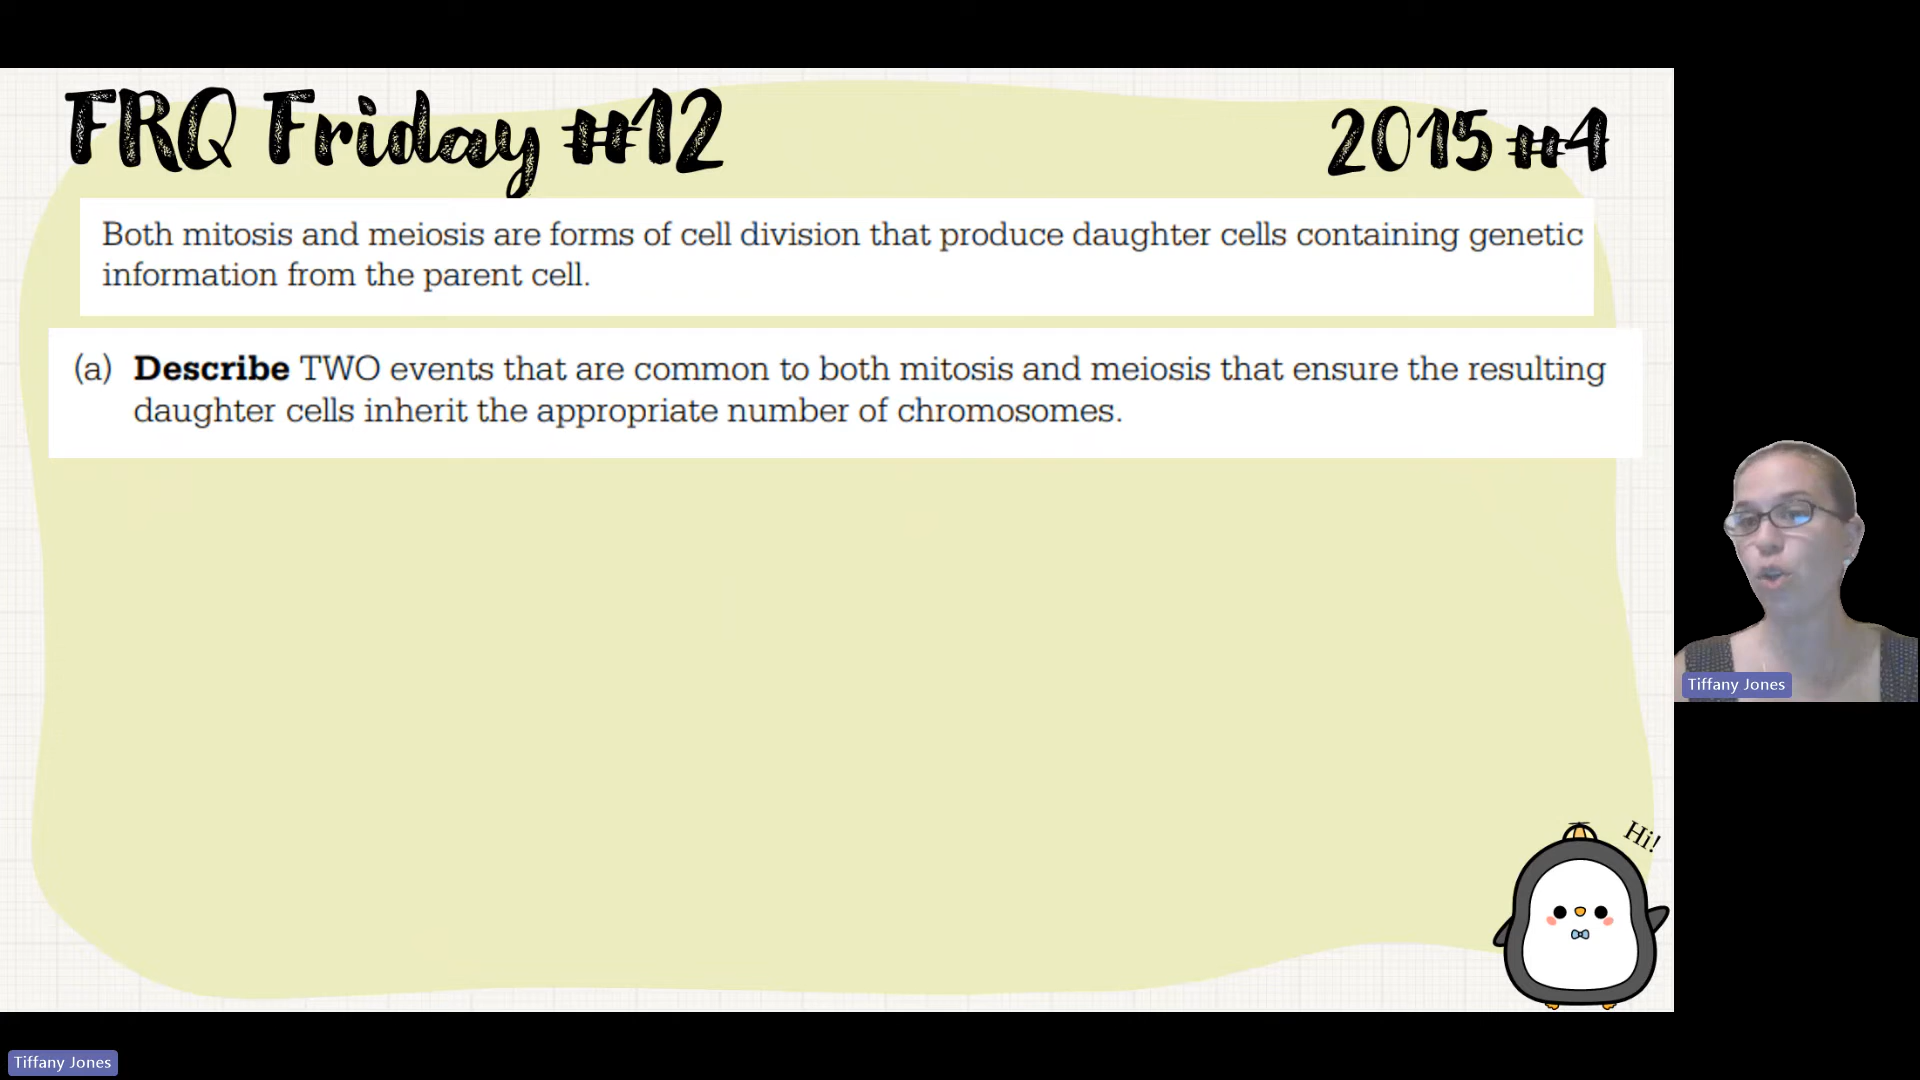 FRQ Friday #12
2015 #4
Both mitosis and meiosis are forms of cell division that produce daughter cells containing genetic
information from the parent cell.
(a) Describe TWO events that are common to both mitosis and meiosis that ensure the resulting
daughter cells inherit the appropriate number of chromosomes.
Tiffany Jones
Hi!
Tiffany Jones